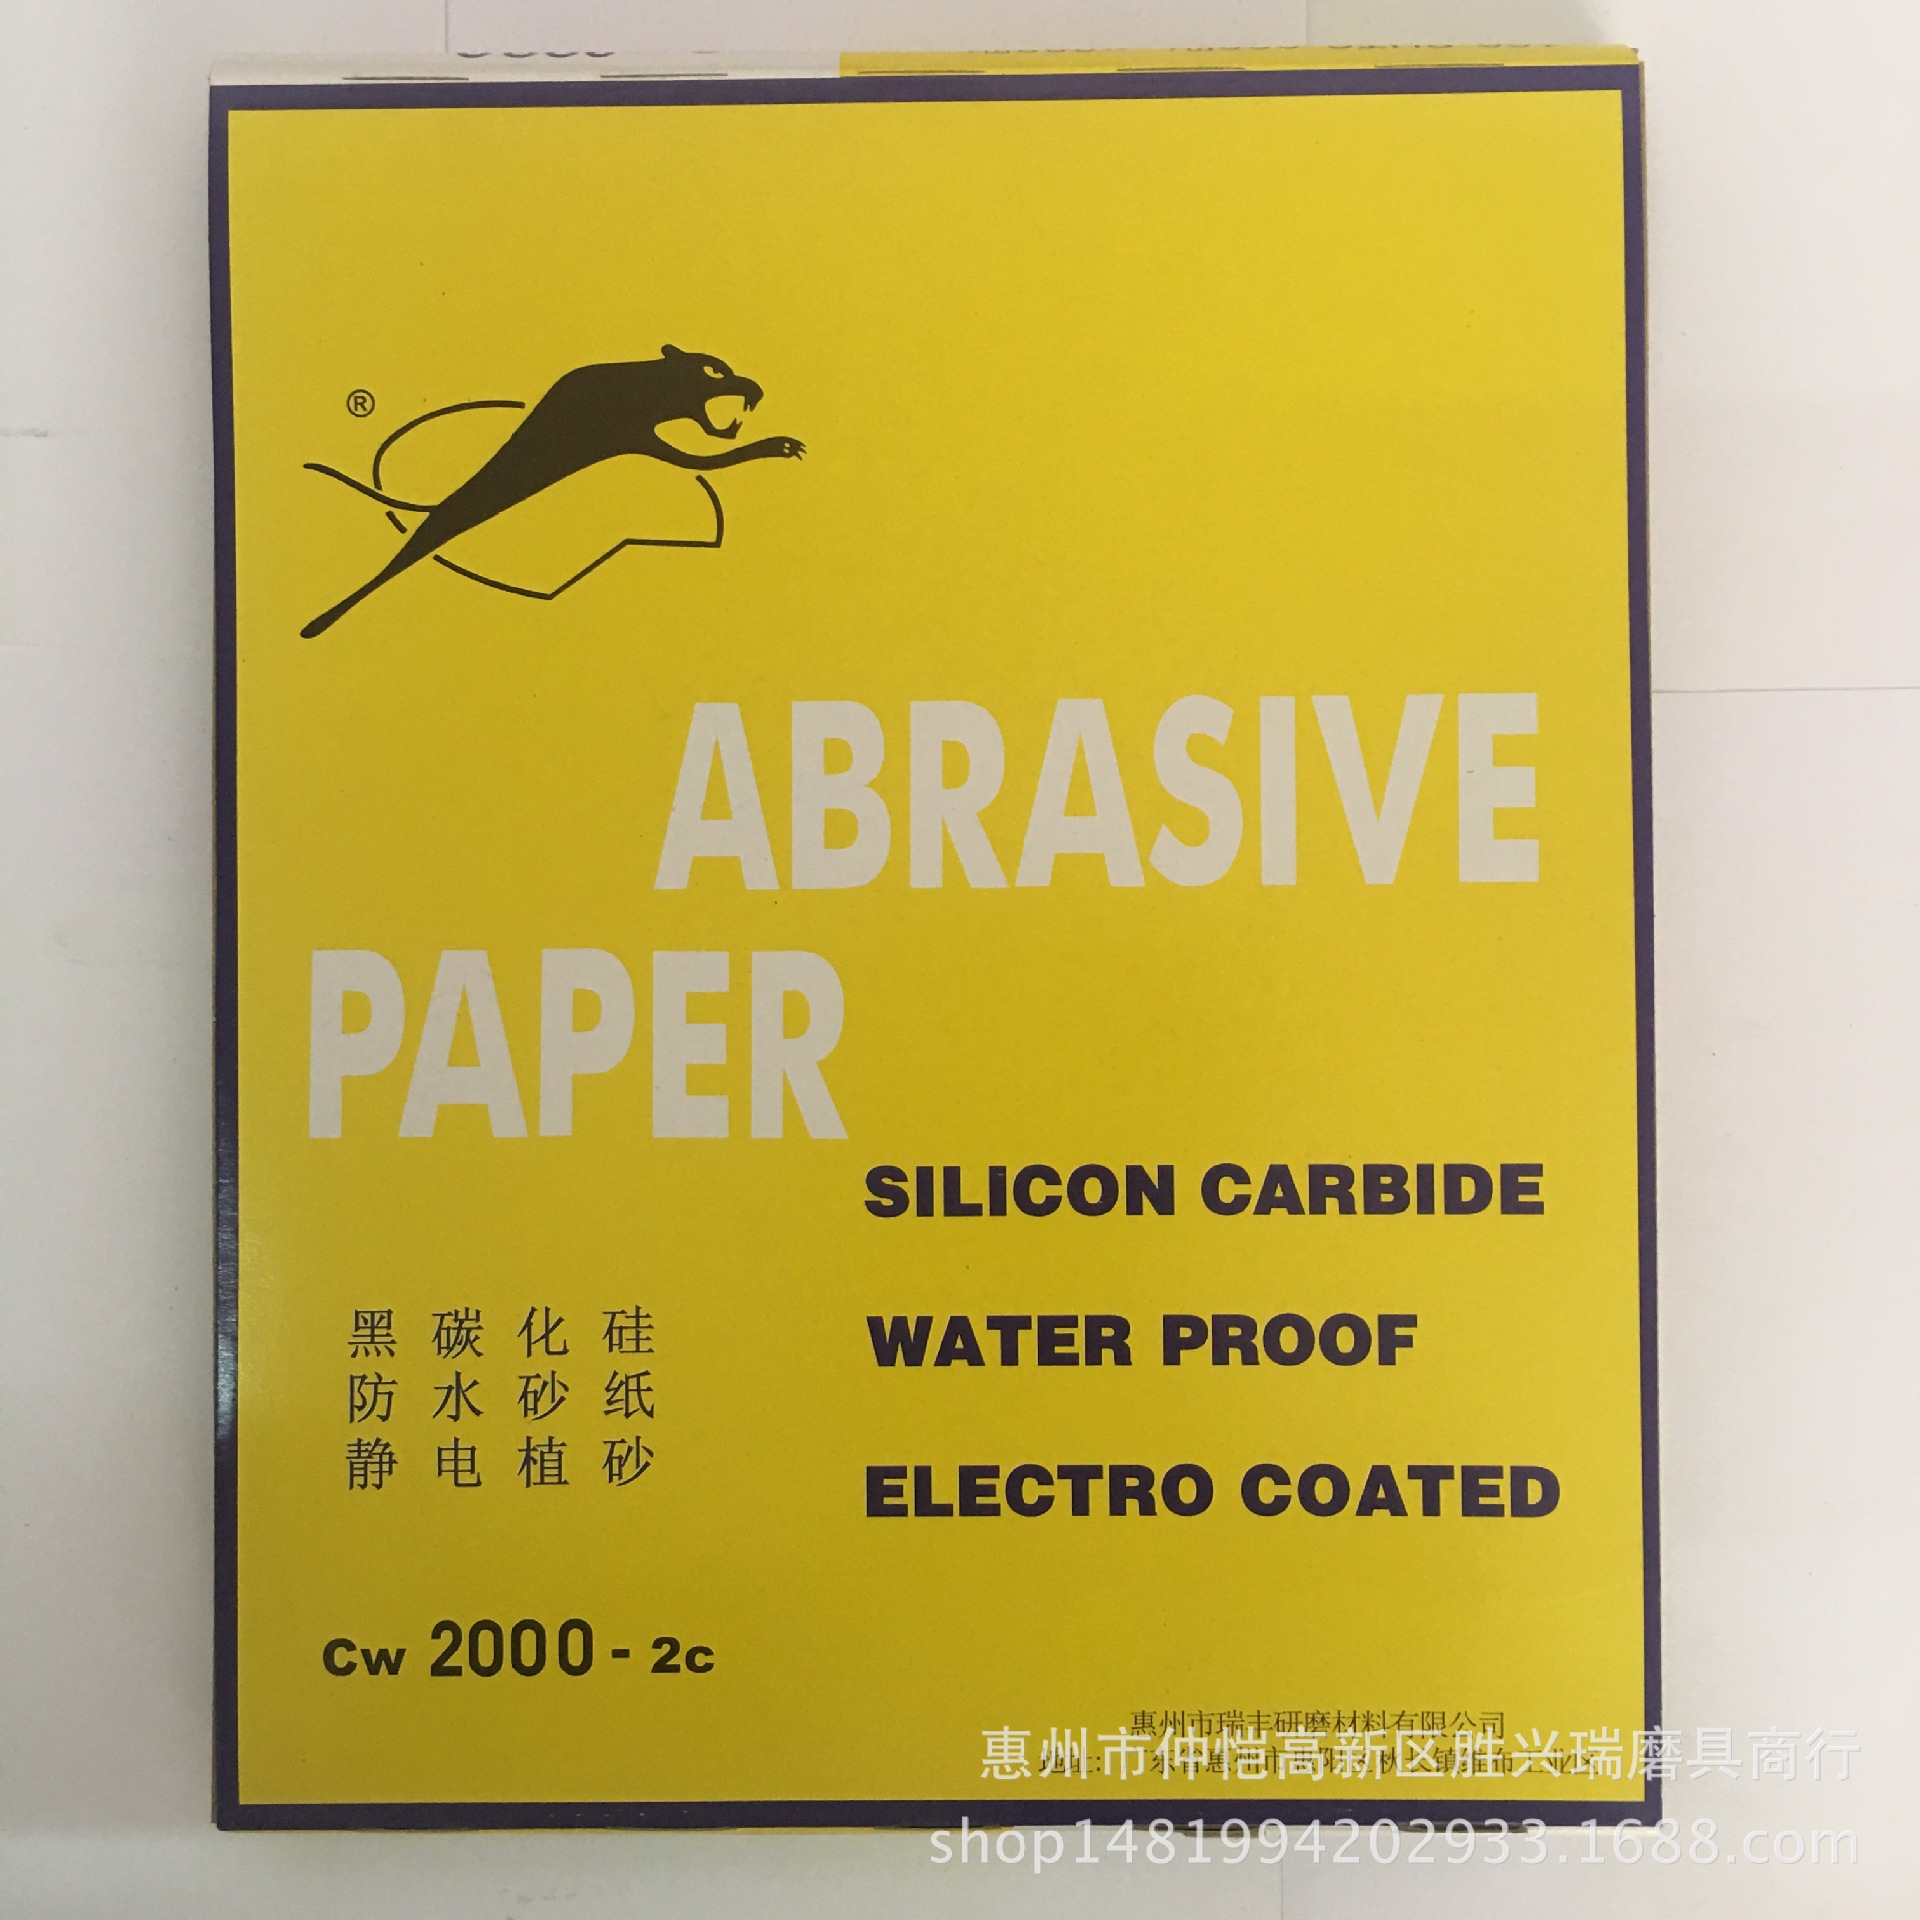 ®
ABRASIVE
PAPER
SILICON CARBIDE
WATER PROOF
ELECTRO COATED
黑碳化硅
防水砂纸
静电植砂
Cw 2000 - 2c
惠州市瑞丰研磨材料有限公司
惠州市仲恺高新区胜兴瑞磨具商行
shop1481994202933.1688.com